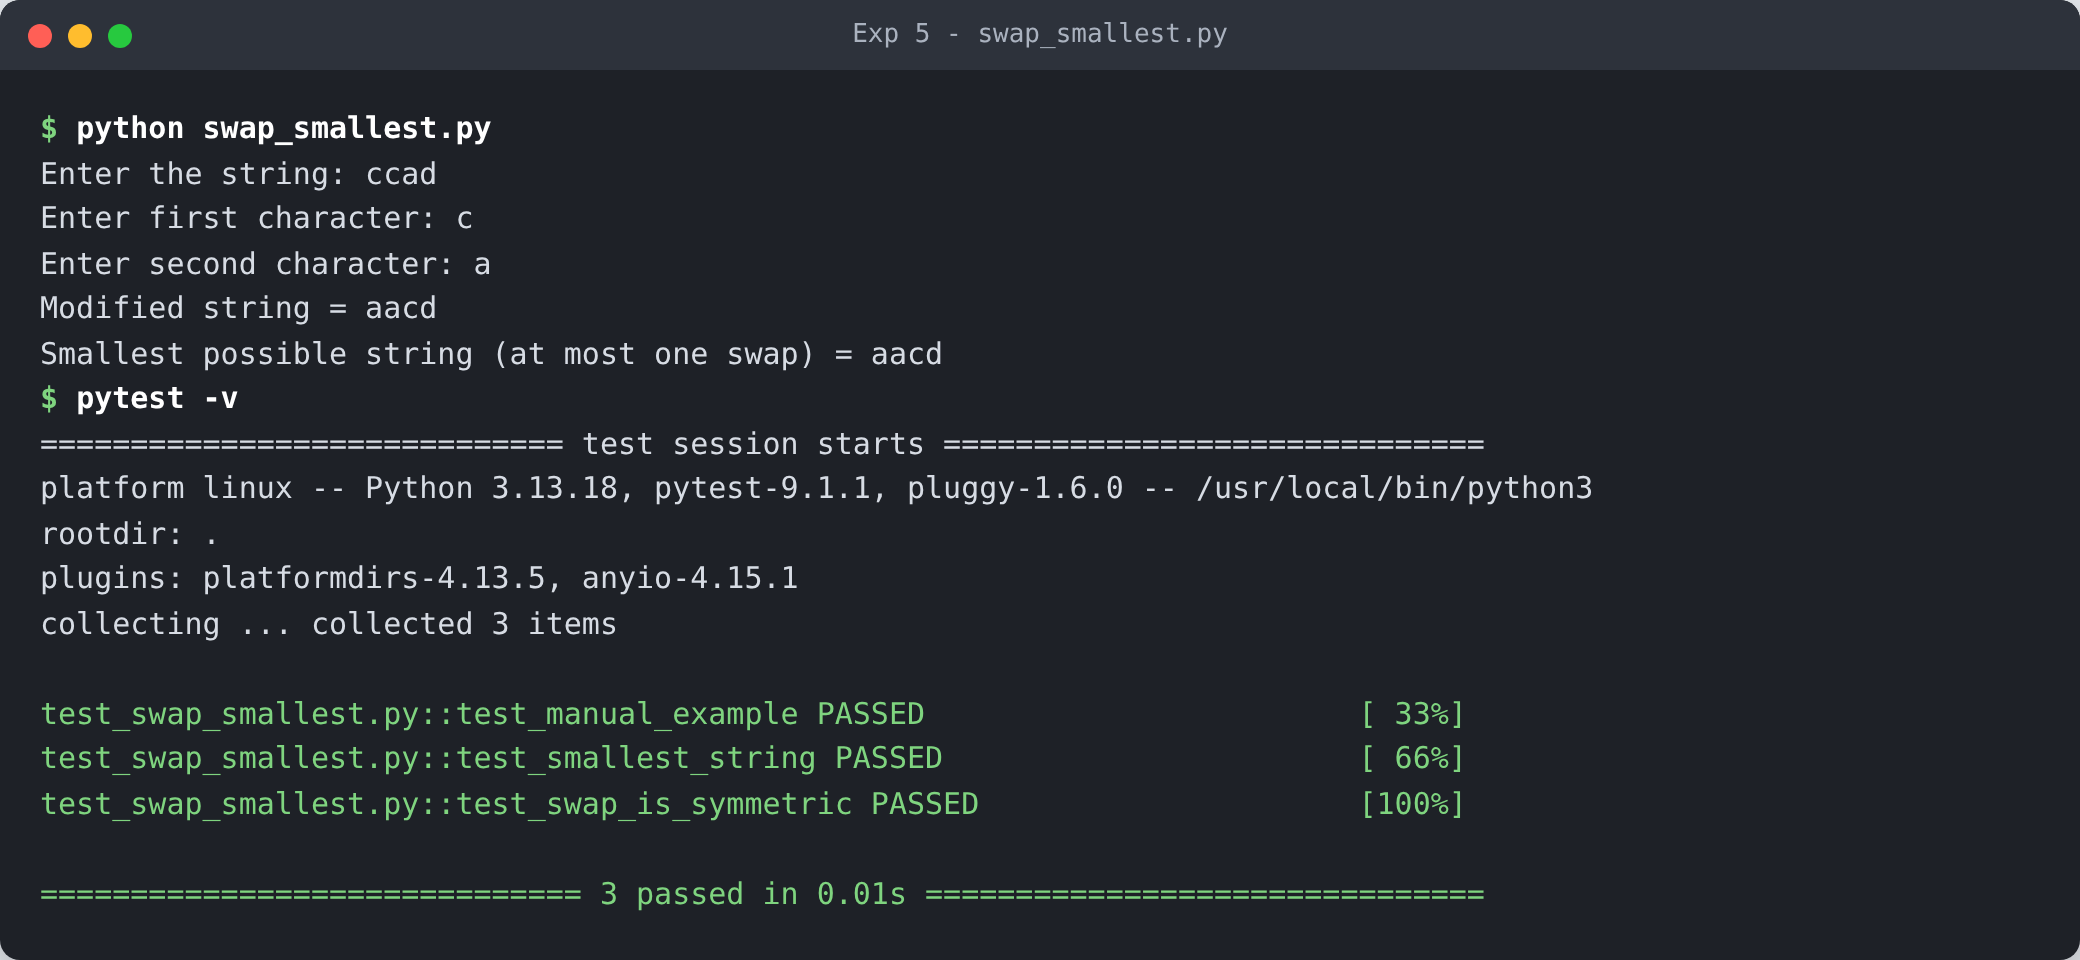 Exp 5 - swap_smallest.py
$ python swap_smallest.py
Enter the string: ccad
Enter first character: c
Enter second character: a
Modified string = aacd
Smallest possible string (at most one swap) = aacd
$ pytest -v
============================= test session starts ==============================
platform linux -- Python 3.13.18, pytest-9.1.1, pluggy-1.6.0 -- /usr/local/bin/python3
rootdir: .
plugins: platformdirs-4.13.5, anyio-4.15.1
collecting ... collected 3 items
test_swap_smallest.py::test_manual_example PASSED                        [ 33%]
test_swap_smallest.py::test_smallest_string PASSED                       [ 66%]
test_swap_smallest.py::test_swap_is_symmetric PASSED                     [100%]
============================== 3 passed in 0.01s ===============================